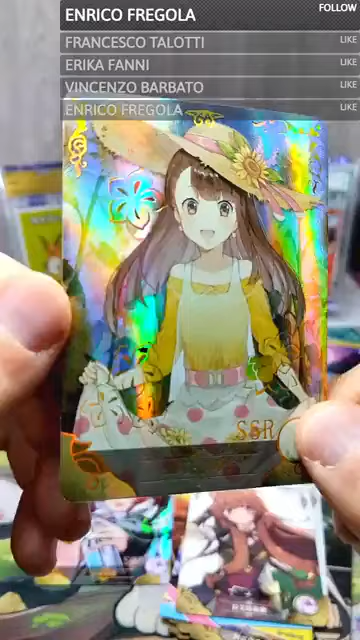 ENRICO FREGOLA
FOLLOW
FRANCESCO TALOTTI
LIKE
ERIKA FANNI
LIKE
VINCENZO BARBATO
LIKE
ENRICO FREGOLA
LIKE
SSR